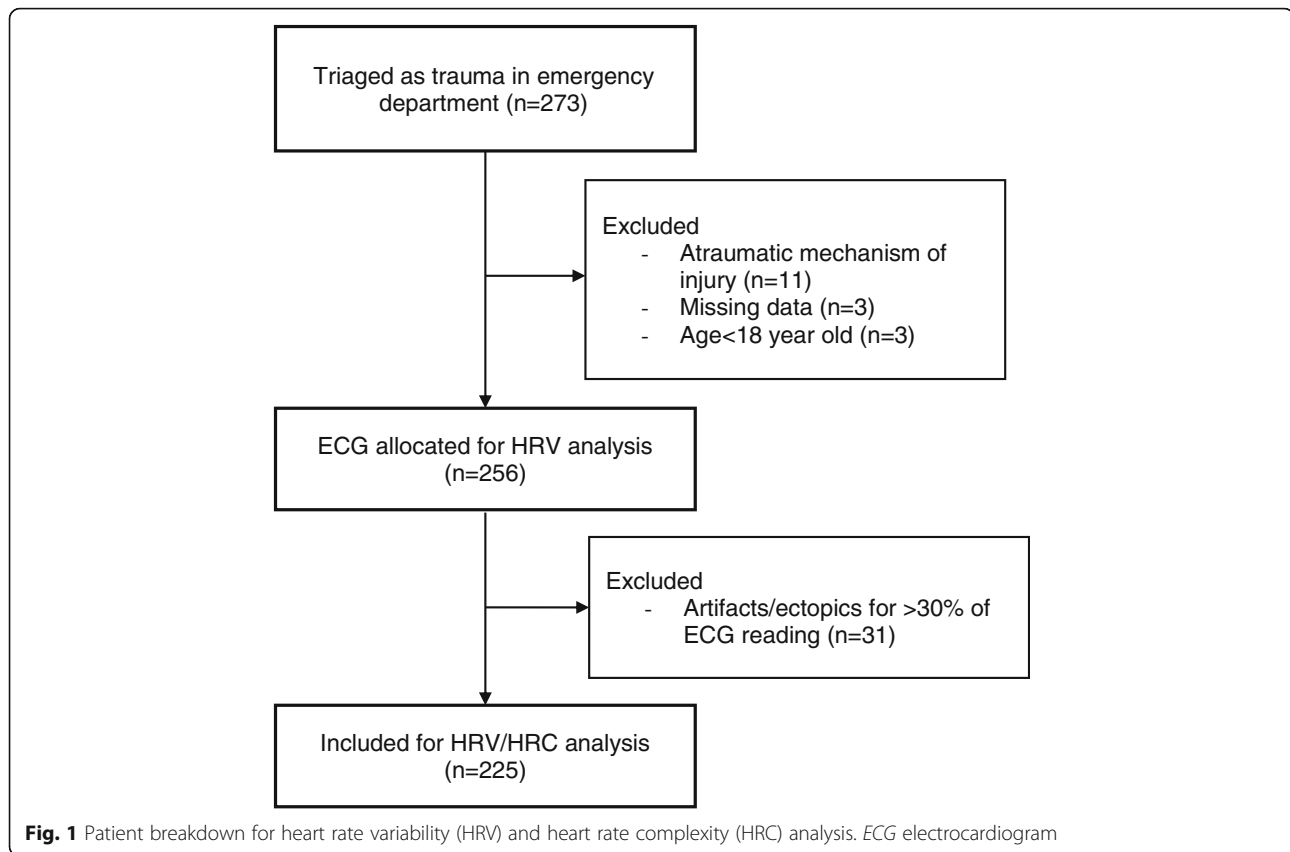 Triaged as trauma in emergency
department (n=273)
Excluded
- Atraumatic mechanism of
injury (n=11)
- Missing data (n=3)
- Age<18 year old (n=3)
ECG allocated for HRV analysis
(n=256)
Excluded
- Artifacts/ectopics for >30% of
ECG reading (n=31)
Included for HRV/HRC analysis
(n=225)
Fig. 1 Patient breakdown for heart rate variability (HRV) and heart rate complexity (HRC) analysis. ECG electrocardiogram